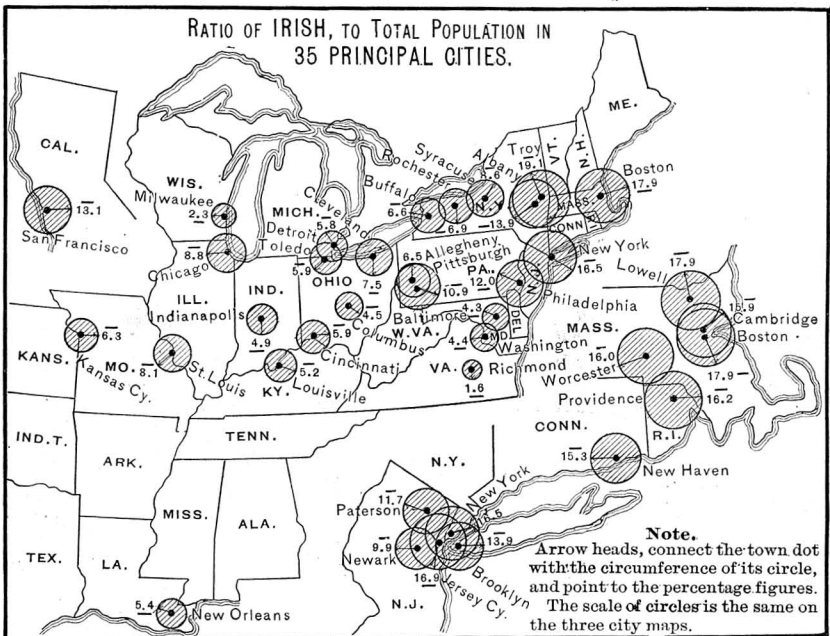 RATIO OF IRISH, TO TOTAL POPULATION IN
35 PRINCIPAL CITIES.
ME.
CAL.
13.1
San Francisco
WIS.
Milwaukee
2.3
MICH.
8.8
Chicago
Cleveland
5.8
Detroit
Toledo
5.9
OHIO
7.5
Buffalo
6.6
Rochester
6.9
Syracuse
.6
N.Y.
Albany
13.9
Troy
19.1
VT.
N.H.
Boston
17.9
MASS.
CONN.
R.I.
New York
16.5
6.5
Allegheny
Pittsburgh
10.9
PA.
12.0
N.J.
Philadelphia
Baltimore
4.3
DEL.
MD
4.4
Washington
W.VA.
VA.
Richmond
1.6
ILL.
IND.
Indianapolis
4.9
4.5
Columbus
5.9
Cincinnati
5.2
Louisville
KY.
KANS.
6.3
Kansas Cy.
MO.
8.1
St. Louis
IND.T.
ARK.
TENN.
MISS.
ALA.
TEX.
LA.
5.4
New Orleans
17.9
Lowell
15.9
Cambridge
Boston
17.9
MASS.
16.0
Worcester
Providence
16.2
CONN.
R.I.
15.3
New Haven
N.Y.
New York
16.5
11.7
Paterson
9.9
Newark
13.9
Brooklyn
16.9
Jersey Cy.
N.J.
Note.
Arrow heads, connect the town dot
with the circumference of its circle,
and point to the percentage figures.
The scale of circles is the same on
the three city maps.